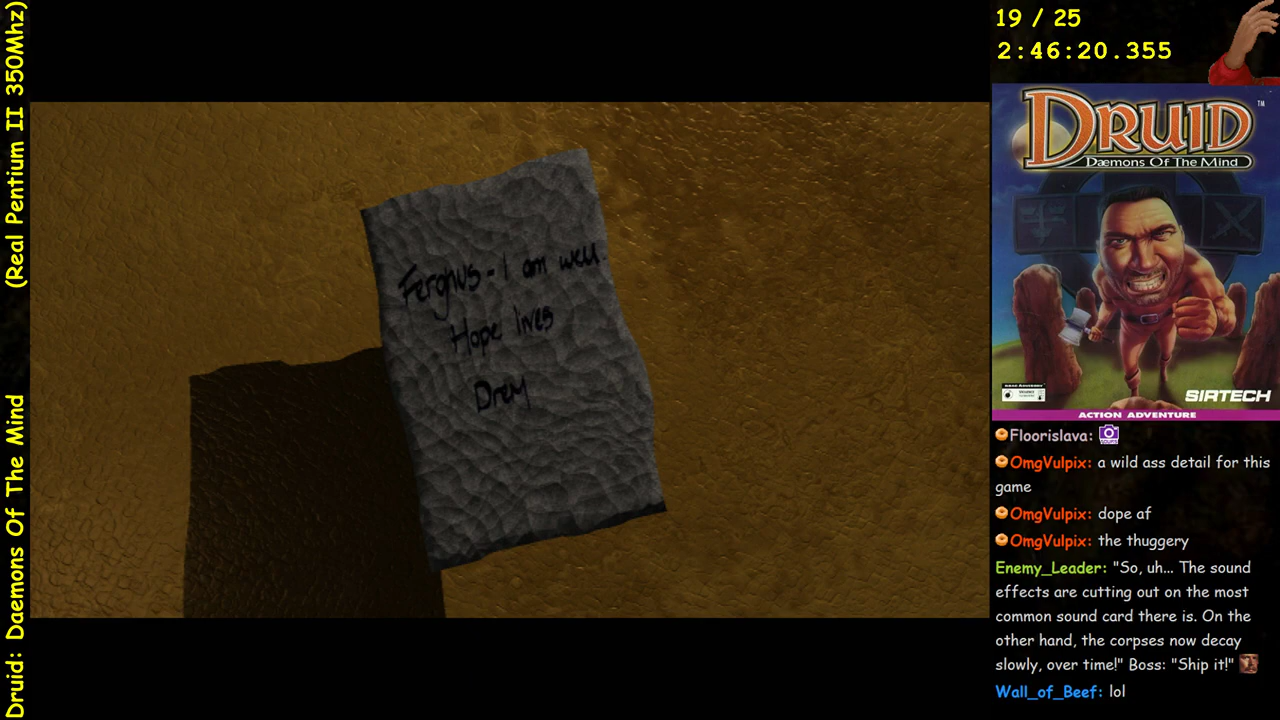 Druid: Daemons Of The Mind (Real Pentium II 350Mhz)
Ferghus - I am well.
Hope lives
Drem
19 / 25
2:46:20.355
DRUID
TM
Dæmons Of The Mind
SIRTECH
ACTION ADVENTURE
Floorislava:
OmgVulpix: a wild ass detail for this
game
OmgVulpix: dope af
OmgVulpix: the thuggery
Enemy_Leader: "So, uh... The sound
effects are cutting out on the most
common sound card there is. On the
other hand, the corpses now decay
slowly, over time!" Boss: "Ship it!"
Wall_of_Beef: lol